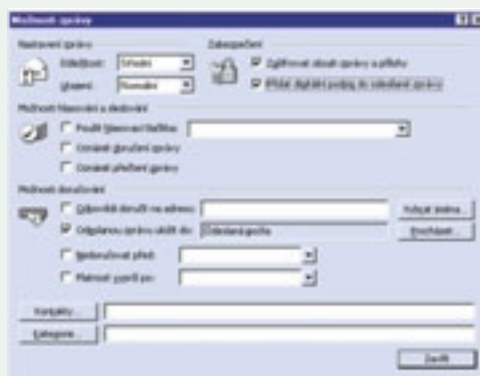 Možnosti zprávy
Nastavení zprávy
Zabezpečení
Důležitost: Střední
Zašifrovat obsah zprávy a přílohy
Utajení: Normální
Přidat digitální podpis do odesílané zprávy
Možnosti hlasování a sledování
Použít hlasovací tlačítka:
Oznámit doručení zprávy
Oznámit přečtení zprávy
Možnosti doručování
Odpovědi doručit na adresu:
Vybrat jména...
Odeslanou zprávu uložit do: Odeslaná pošta
Procházet...
Nedoručovat před:
Platnost vyprší po:
Kontakty...
Kategorie...
Zavřít